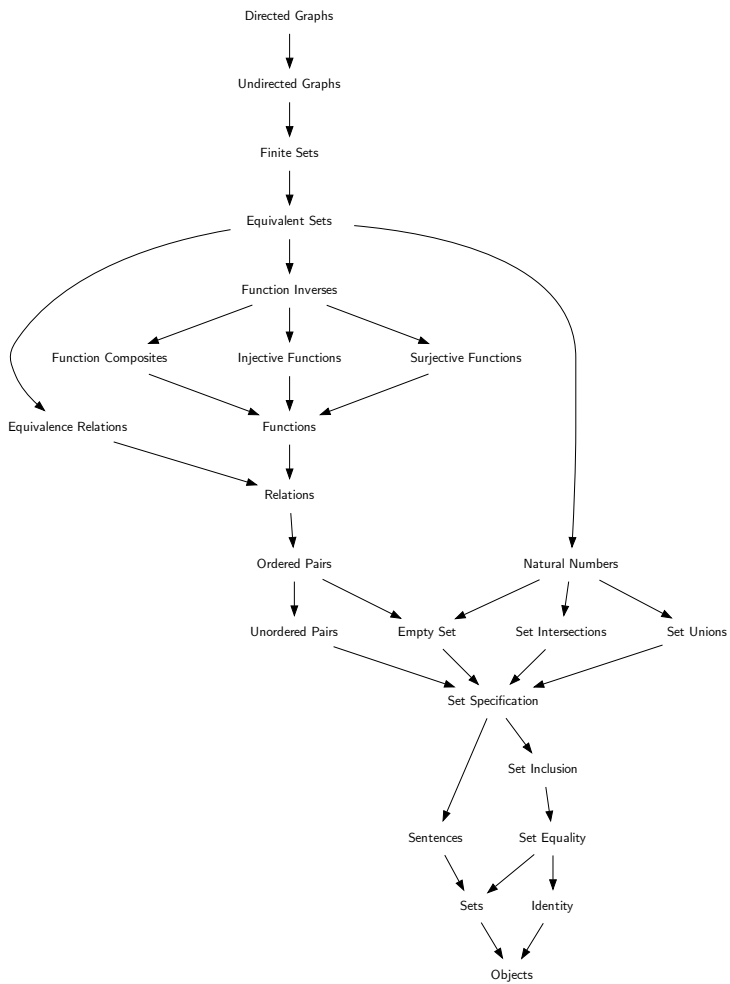 Directed Graphs
Undirected Graphs
Finite Sets
Equivalent Sets
Function Inverses
Function Composites
Injective Functions
Surjective Functions
Equivalence Relations
Functions
Relations
Ordered Pairs
Natural Numbers
Unordered Pairs
Empty Set
Set Intersections
Set Unions
Set Specification
Set Inclusion
Sentences
Set Equality
Sets
Identity
Objects